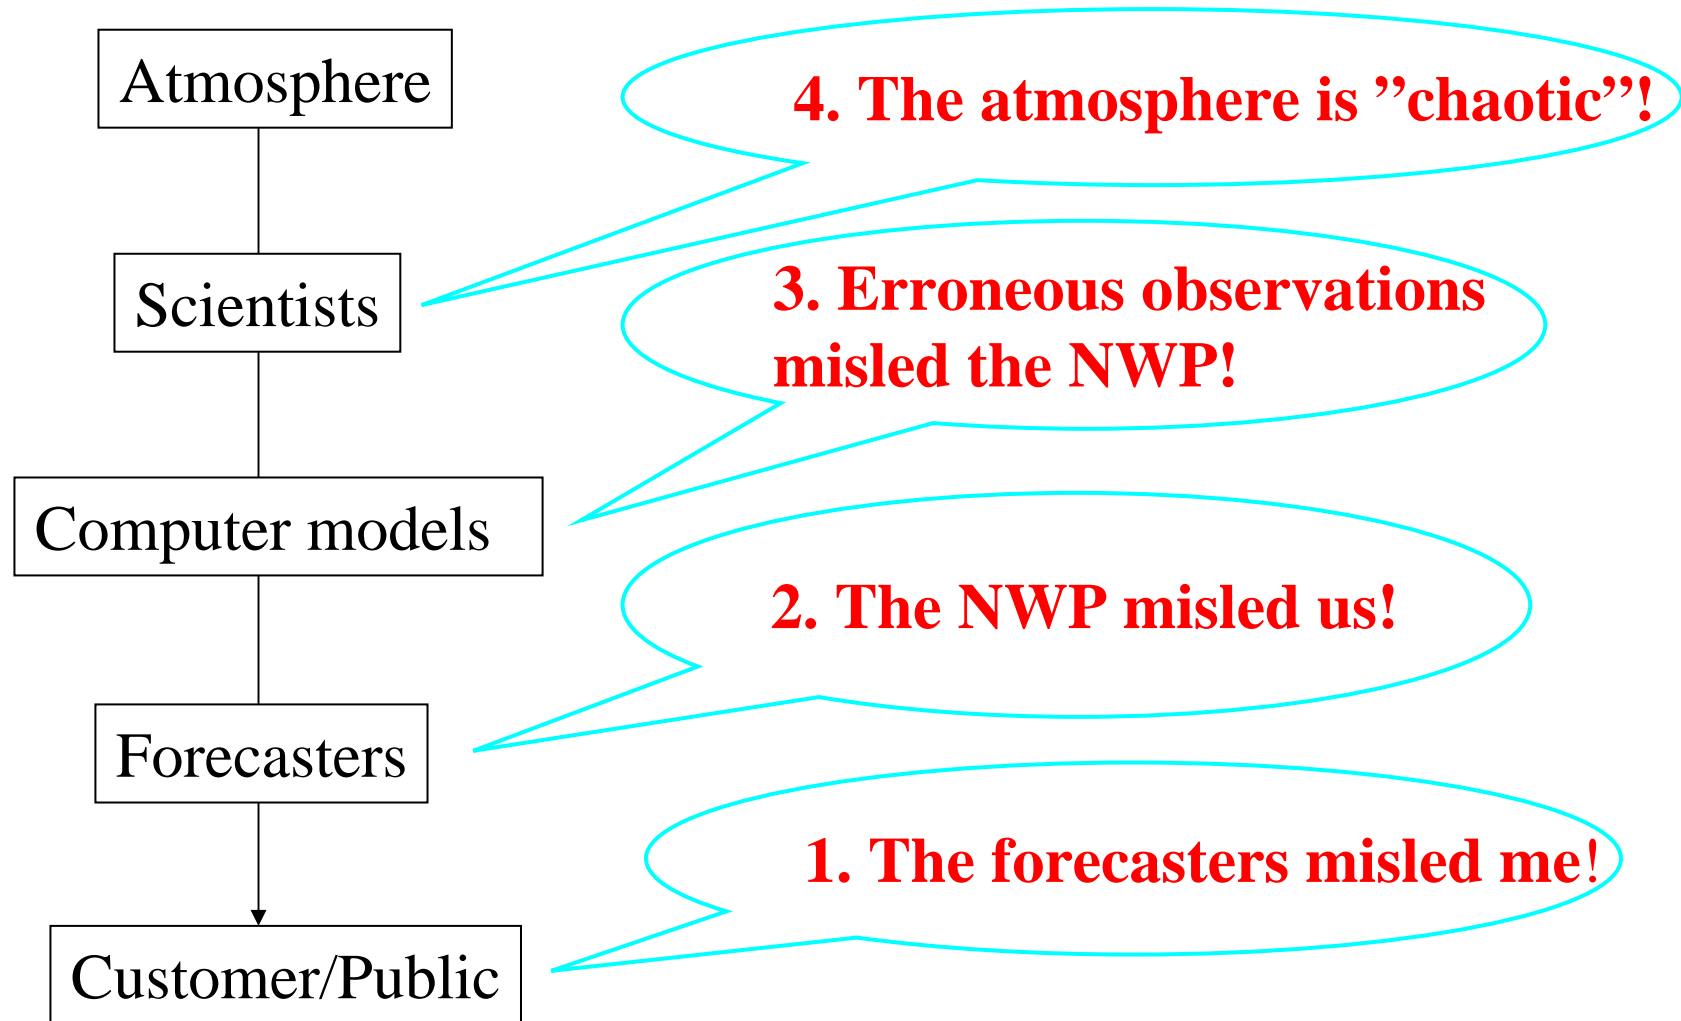 Atmosphere
4. The atmosphere is ”chaotic”!
Scientists
3. Erroneous observations
misled the NWP!
Computer models
2. The NWP misled us!
Forecasters
1. The forecasters misled me!
Customer/Public